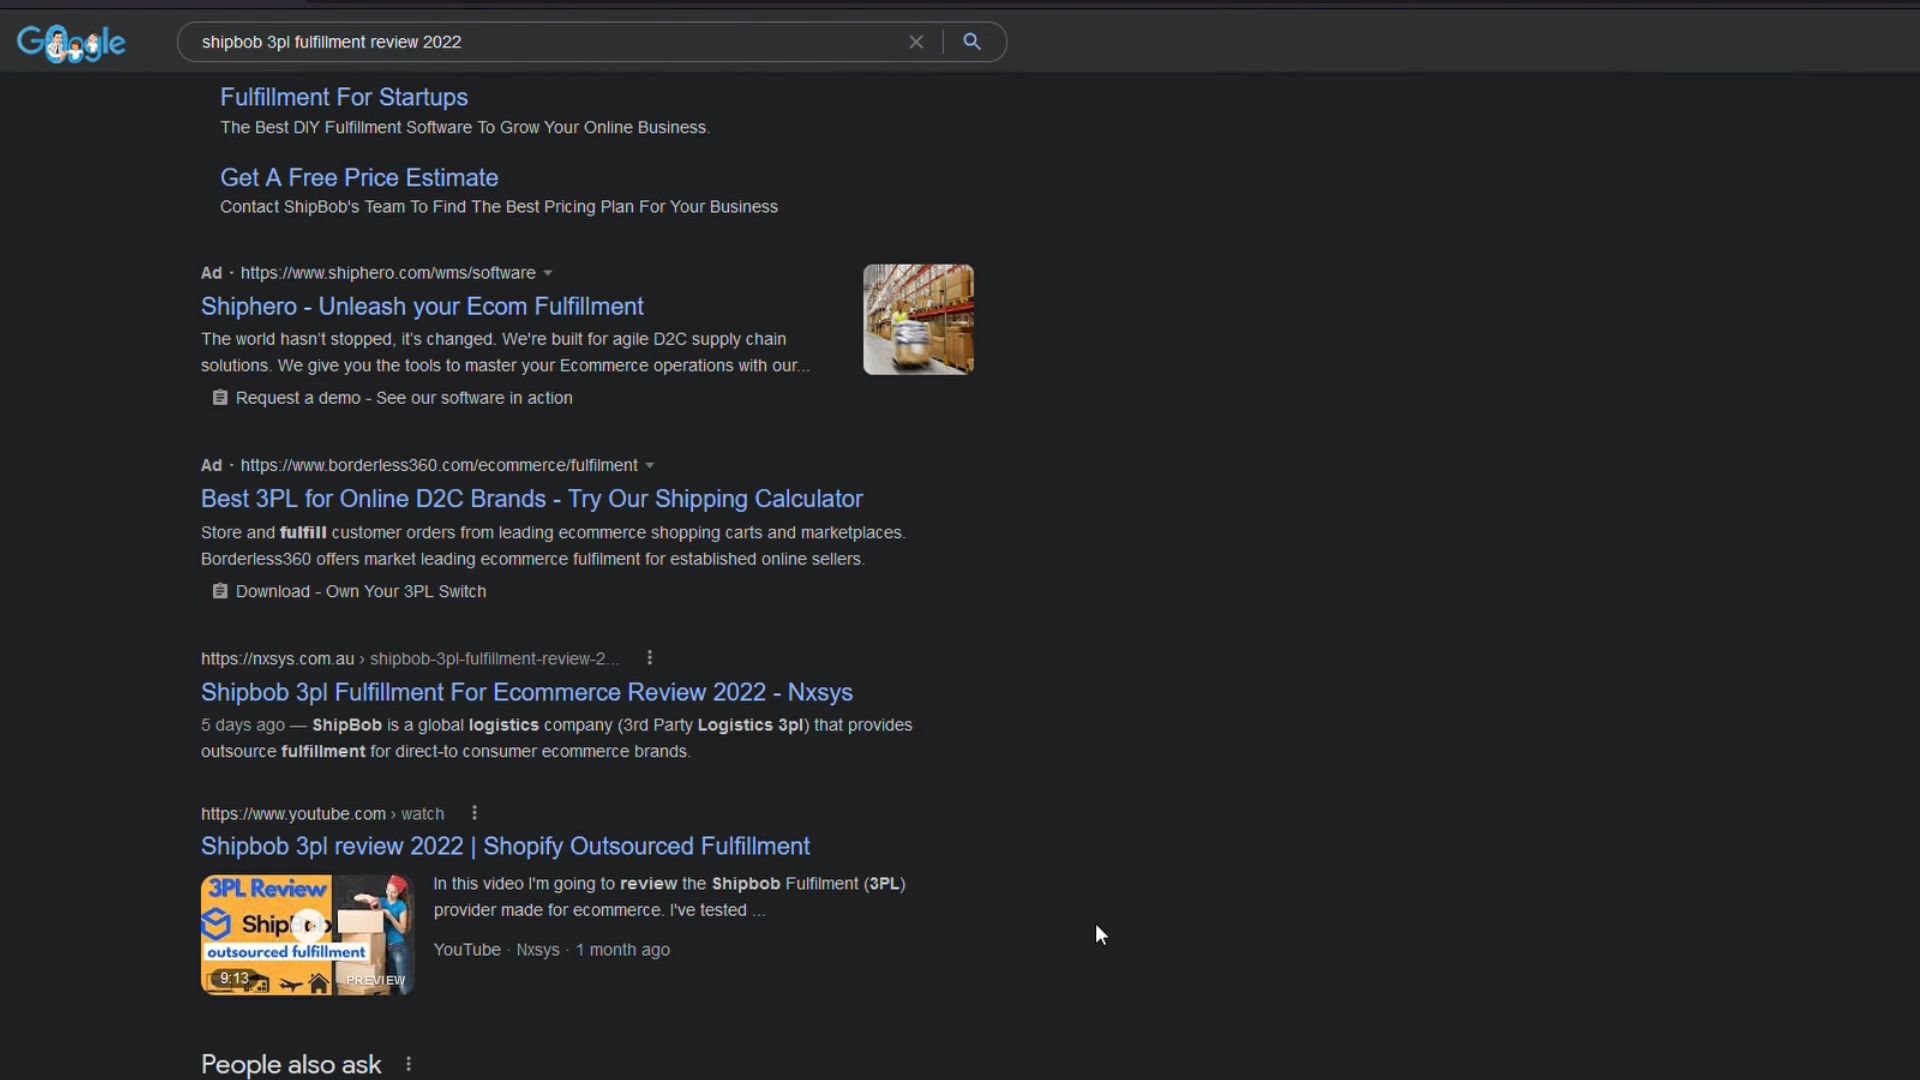 Google
shipbob 3pl fulfillment review 2022
Fulfillment For Startups
The Best DIY Fulfillment Software To Grow Your Online Business.
Get A Free Price Estimate
Contact ShipBob's Team To Find The Best Pricing Plan For Your Business
Ad · https://www.shiphero.com/wms/software
Shiphero - Unleash your Ecom Fulfillment
The world hasn't stopped, it's changed. We're built for agile D2C supply chain
solutions. We give you the tools to master your Ecommerce operations with our...
Request a demo - See our software in action
Ad · https://www.borderless360.com/ecommerce/fulfilment
Best 3PL for Online D2C Brands - Try Our Shipping Calculator
Store and fulfill customer orders from leading ecommerce shopping carts and marketplaces.
Borderless360 offers market leading ecommerce fulfilment for established online sellers.
Download - Own Your 3PL Switch
https://nxsys.com.au › shipbob-3pl-fulfillment-review-2...
Shipbob 3pl Fulfillment For Ecommerce Review 2022 - Nxsys
5 days ago — ShipBob is a global logistics company (3rd Party Logistics 3pl) that provides
outsource fulfillment for direct-to consumer ecommerce brands.
https://www.youtube.com › watch
Shipbob 3pl review 2022 | Shopify Outsourced Fulfillment
3PL Review
ShipBob
outsourced fulfillment
9:13
PREVIEW
In this video I'm going to review the Shipbob Fulfilment (3PL)
provider made for ecommerce. I've tested ...
YouTube · Nxsys · 1 month ago
People also ask